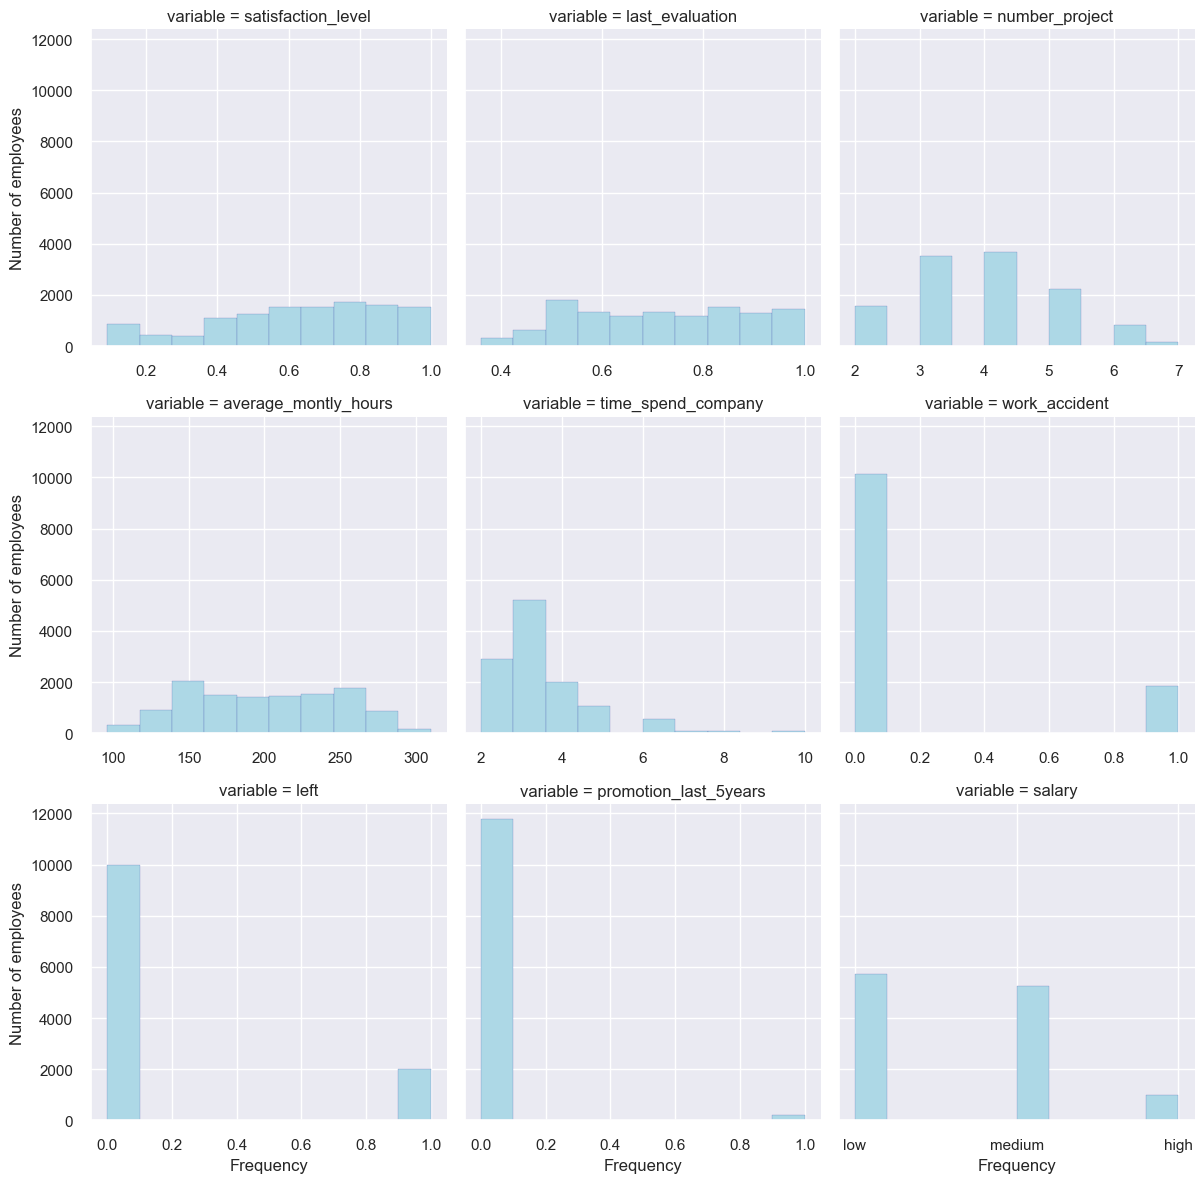 variable = satisfaction_level
variable = last_evaluation
variable = number_project
12000
10000
8000
6000
4000
2000
0
Number of employees
0.2 0.4 0.6 0.8 1.0
0.4 0.6 0.8 1.0
2 3 4 5 6 7
variable = average_montly_hours
variable = time_spend_company
variable = work_accident
12000
10000
8000
6000
4000
2000
0
Number of employees
100 150 200 250 300
2 4 6 8 10
0.0 0.2 0.4 0.6 0.8 1.0
variable = left
variable = promotion_last_5years
variable = salary
12000
10000
8000
6000
4000
2000
0
Number of employees
0.0 0.2 0.4 0.6 0.8 1.0
0.0 0.2 0.4 0.6 0.8 1.0
low medium high
Frequency
Frequency
Frequency